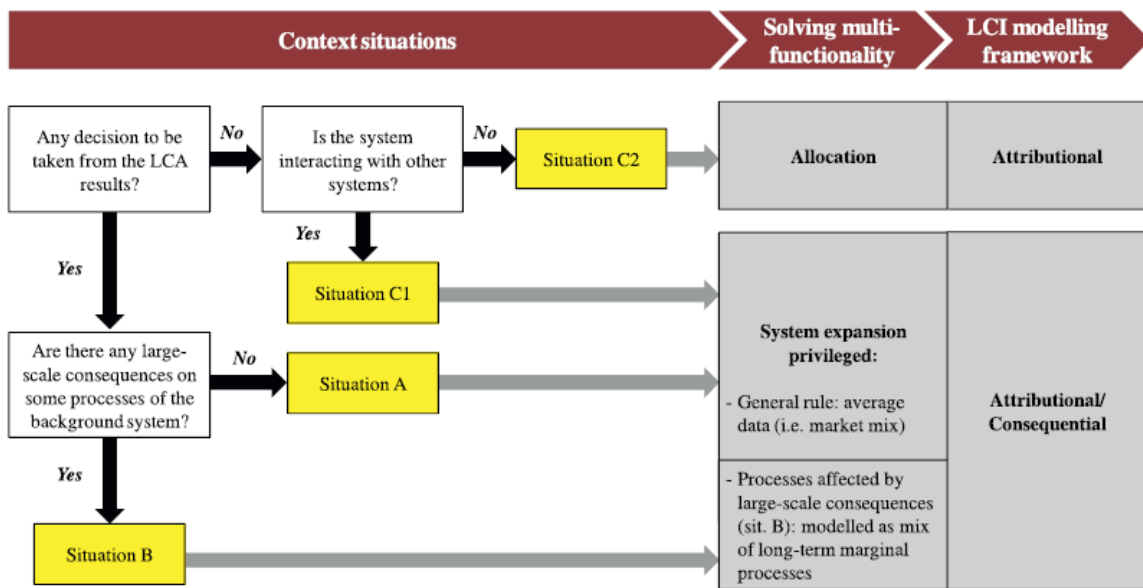 Context situations
Solving multi-
functionality
LCI modelling
framework
Any decision to be
taken from the LCA
results?
No
Is the system
interacting with other
systems?
No
Situation C2
Allocation
Attributional
Yes
Yes
Situation C1
Are there any large-
scale consequences on
some processes of the
background system?
No
Situation A
System expansion
privileged:
- General rule: average
data (i.e. market mix)
Attributional/
Consequential
Yes
Situation B
- Processes affected by
large-scale consequences
(sit. B): modelled as mix
of long-term marginal
processes